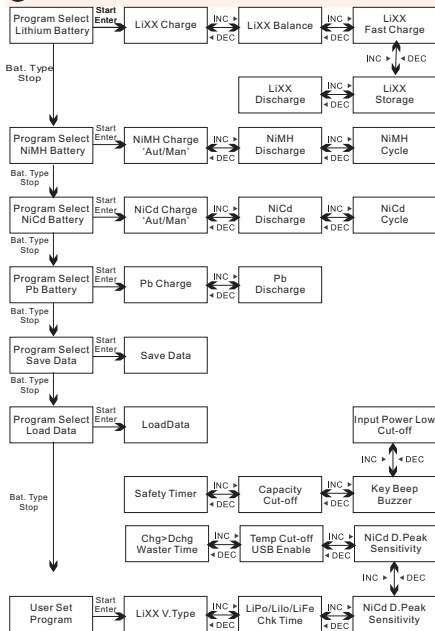 Program Select
Lithium Battery
Start
Enter
LiXX Charge
INC ►
◄ DEC
LiXX Balance
INC ►
◄ DEC
LiXX
Fast Charge
INC ►
◄ DEC
Bat. Type
Stop
LiXX
Discharge
INC ►
◄ DEC
LiXX
Storage
Program Select
NiMH Battery
Start
Enter
NiMH Charge
‘Aut/Man’
INC ►
◄ DEC
NiMH
Discharge
INC ►
◄ DEC
NiMH
Cycle
Bat. Type
Stop
Program Select
NiCd Battery
Start
Enter
NiCd Charge
‘Aut/Man’
INC ►
◄ DEC
NiCd
Discharge
INC ►
◄ DEC
NiCd
Cycle
Bat. Type
Stop
Program Select
Pb Battery
Start
Enter
Pb Charge
INC ►
◄ DEC
Pb
Discharge
Bat. Type
Stop
Program Select
Save Data
Start
Enter
Save Data
Bat. Type
Stop
Program Select
Load Data
Start
Enter
LoadData
Input Power Low
Cut-off
INC ►
◄ DEC
Bat. Type
Stop
Safety Timer
INC ►
◄ DEC
Capacity
Cut-off
INC ►
◄ DEC
Key Beep
Buzzer
Chg>Dchg
Waster Time
INC ►
◄ DEC
Temp Cut-off
USB Enable
INC ►
◄ DEC
NiCd D.Peak
Sensitivity
INC ►
◄ DEC
User Set
Program
Start
Enter
LiXX V.Type
INC ►
◄ DEC
LiPo/LiIo/LiFe
Chk Time
INC ►
◄ DEC
NiCd D.Peak
Sensitivity